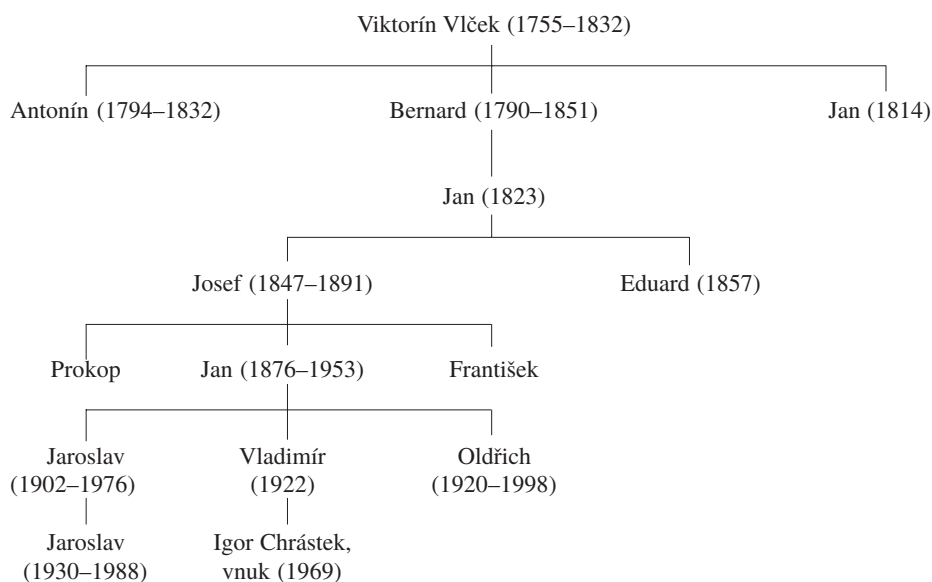 Viktorín Vlček (1755–1832)
Antonín (1794–1832) Bernard (1790–1851) Jan (1814)
Jan (1823)
Josef (1847–1891) Eduard (1857)
Prokop Jan (1876–1953) František
Jaroslav Vladimír Oldřich
(1902–1976) (1922) (1920–1998)
Jaroslav Igor Chrástek,
(1930–1988) vnuk (1969)